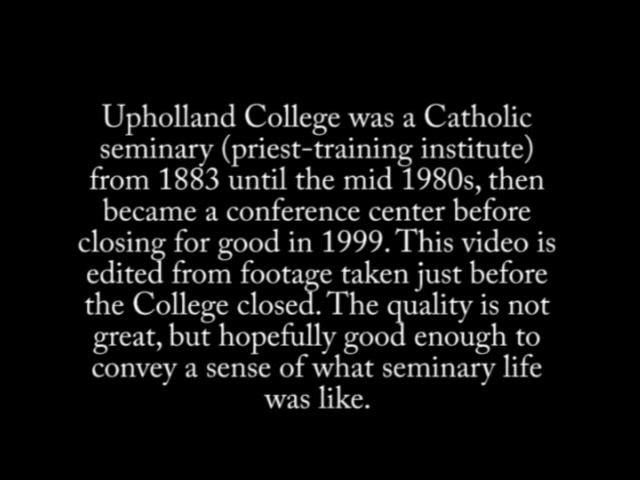 Upholland College was a Catholic
seminary (priest-training institute)
from 1883 until the mid 1980s, then
became a conference center before
closing for good in 1999. This video is
edited from footage taken just before
the College closed. The quality is not
great, but hopefully good enough to
convey a sense of what seminary life
was like.